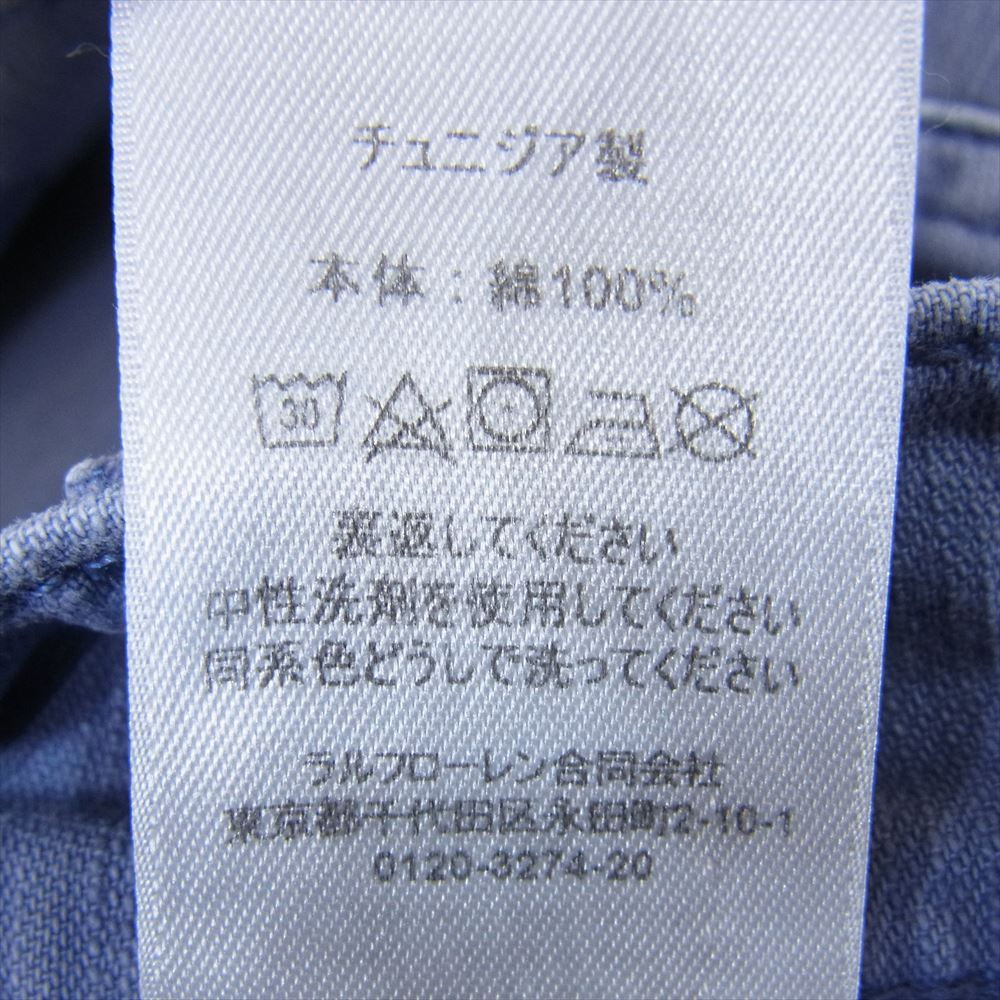 チュニジア製
本体：綿100%
30
裏返してください
中性洗剤を使用してください
同系色どうしで洗ってください
ラルフローレン合同会社
東京都千代田区永田町2-10-1
0120-3274-20